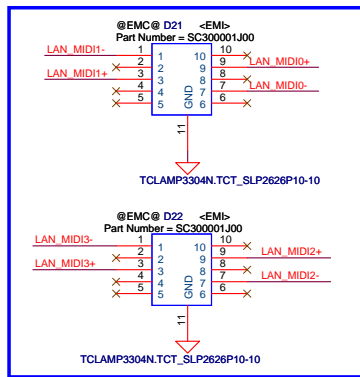 @EMC@ D21 <EMI>
Part Number = SC300001J00
LAN_MIDI1- 1 1 10 10
2 2 9 9 LAN_MIDI0+
LAN_MIDI1+ 3 3 8 8
4 4 7 7 LAN_MIDI0-
5 5 GND 6 6
11
TCLAMP3304N.TCT_SLP2626P10-10
@EMC@ D22 <EMI>
Part Number = SC300001J00
LAN_MIDI3- 1 1 10 10
2 2 9 9 LAN_MIDI2+
LAN_MIDI3+ 3 3 8 8
4 4 7 7 LAN_MIDI2-
5 5 GND 6 6
11
TCLAMP3304N.TCT_SLP2626P10-10